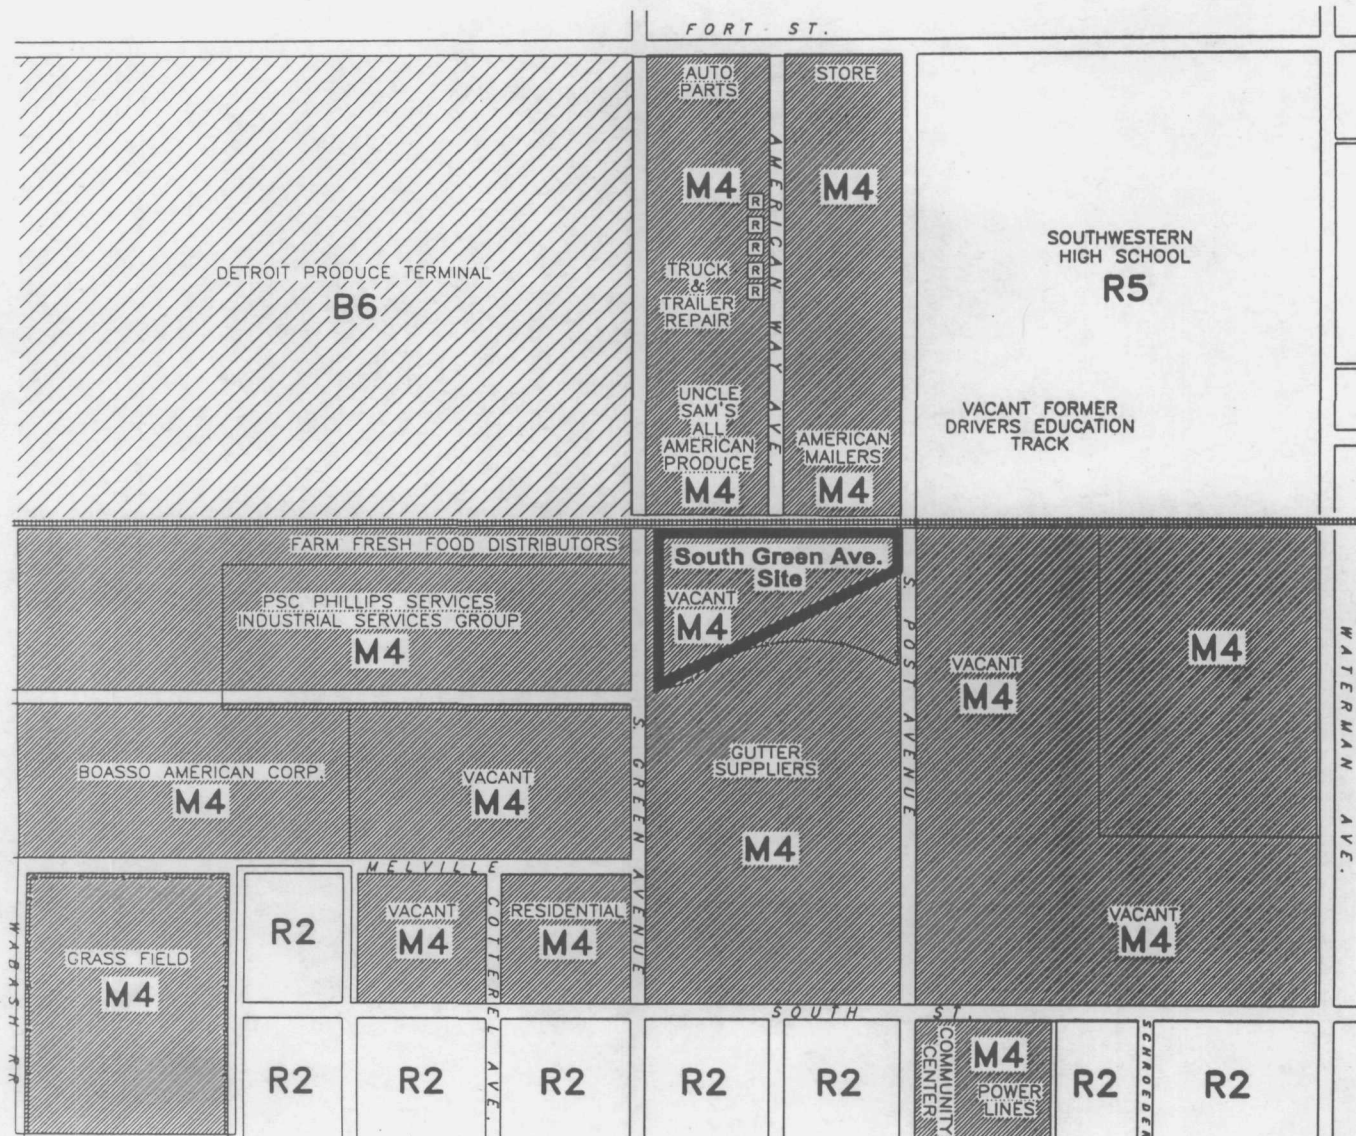 FORT ST.
AUTO
PARTS
STORE
M4
M4
AMERICAN WAY AVE.
R
R
R
R
R
TRUCK
&
TRAILER
REPAIR
UNCLE
SAM'S
ALL
AMERICAN
PRODUCE
M4
AMERICAN
MAILERS
M4
DETROIT PRODUCE TERMINAL
B6
SOUTHWESTERN
HIGH SCHOOL
R5
VACANT FORMER
DRIVERS EDUCATION
TRACK
FARM FRESH FOOD DISTRIBUTORS
PSC PHILLIPS SERVICES
INDUSTRIAL SERVICES GROUP
M4
South Green Ave.
Site
VACANT
M4
S. POST AVENUE
VACANT
M4
M4
WATERMAN AVE.
BOASSO AMERICAN CORP.
M4
VACANT
M4
S. GREEN AVENUE
GUTTER
SUPPLIERS
M4
VACANT
M4
MELVILLE
WABASH RR
GRASS FIELD
M4
R2
VACANT
M4
COTTEREL AVE.
RESIDENTIAL
M4
SOUTH ST.
R2
R2
R2
R2
R2
COMMUNITY
CENTER
M4
POWER
LINES
R2
SCHROEDER
R2